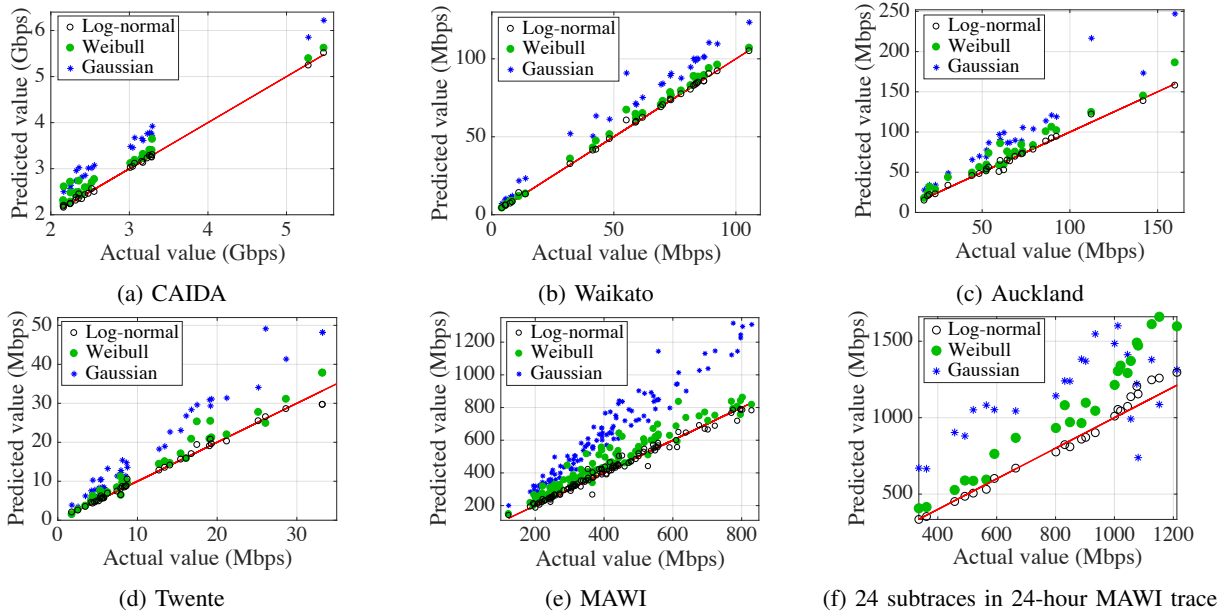 Predicted value (Gbps)
6
5
4
3
2
Log-normal
Weibull
Gaussian
2 3 4 5
Actual value (Gbps)
(a) CAIDA
Predicted value (Mbps)
100
50
0
Log-normal
Weibull
Gaussian
0 50 100
Actual value (Mbps)
(b) Waikato
Predicted value (Mbps)
250
200
150
100
50
0
Log-normal
Weibull
Gaussian
50 100 150
Actual value (Mbps)
(c) Auckland
Predicted value (Mbps)
50
40
30
20
10
0
Log-normal
Weibull
Gaussian
0 10 20 30
Actual value (Mbps)
(d) Twente
Predicted value (Mbps)
1200
1000
800
600
400
200
Log-normal
Weibull
Gaussian
200 400 600 800
Actual value (Mbps)
(e) MAWI
Predicted value (Mbps)
1500
1000
500
Log-normal
Weibull
Gaussian
400 600 800 1000 1200
Actual value (Mbps)
(f) 24 subtraces in 24-hour MAWI trace